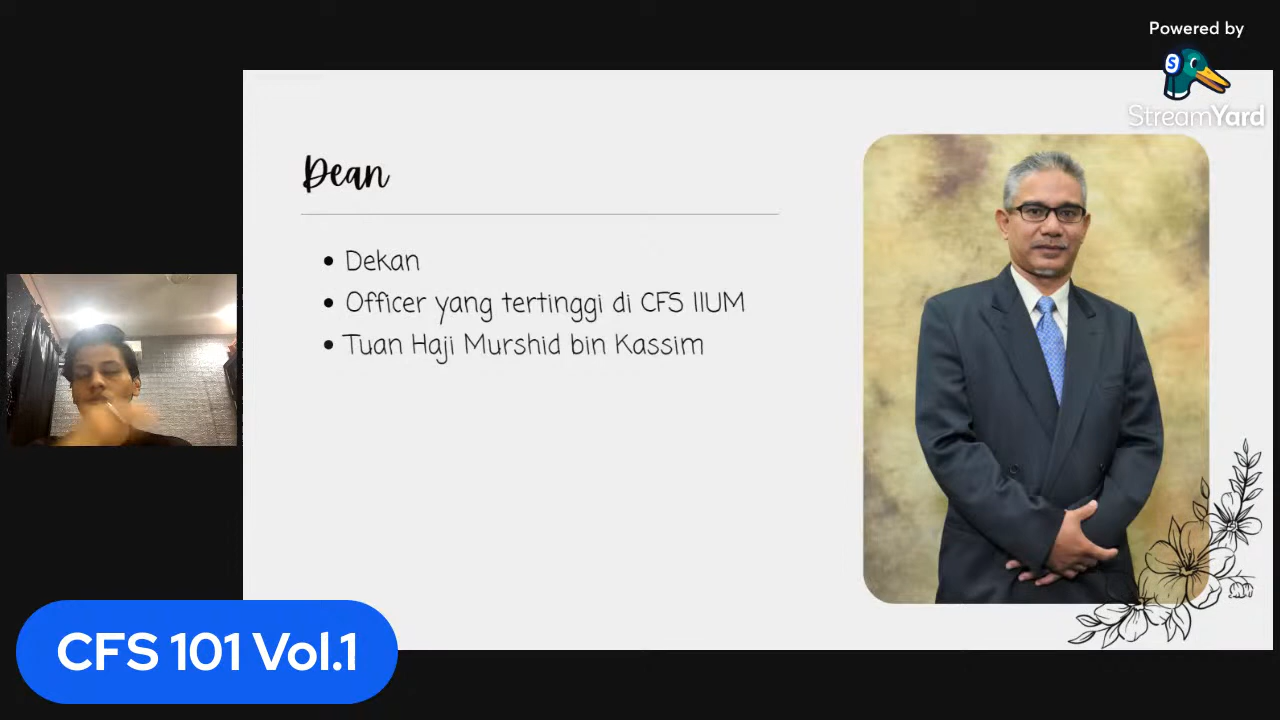 Powered by
StreamYard
Dean
Dekan
Officer yang tertinggi di CFS IIUM
Tuan Haji Murshid bin Kassim
CFS 101 Vol.1